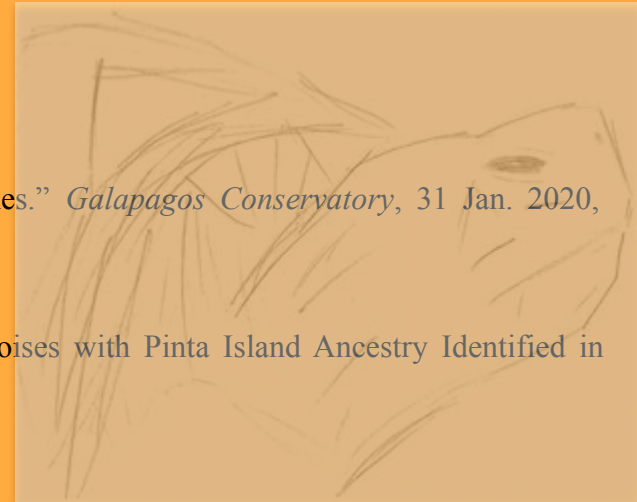 es.” Galapagos Conservatory, 31 Jan. 2020,
oises with Pinta Island Ancestry Identified in